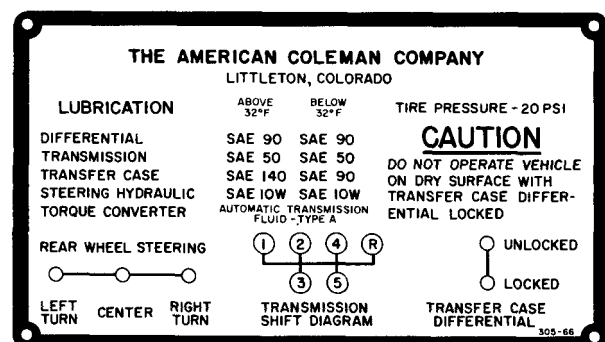 THE AMERICAN COLEMAN COMPANY
LITTLETON, COLORADO
LUBRICATION
ABOVE 32°F
BELOW 32°F
DIFFERENTIAL SAE 90 SAE 90
TRANSMISSION SAE 50 SAE 50
TRANSFER CASE SAE 140 SAE 90
STEERING HYDRAULIC SAE 10W SAE 10W
TORQUE CONVERTER AUTOMATIC TRANSMISSION FLUID - TYPE A
TIRE PRESSURE - 20 PSI
CAUTION
DO NOT OPERATE VEHICLE
ON DRY SURFACE WITH
TRANSFER CASE DIFFER-
ENTIAL LOCKED
REAR WHEEL STEERING
LEFT TURN
CENTER
RIGHT TURN
1 2 4 R
3 5
TRANSMISSION
SHIFT DIAGRAM
UNLOCKED
LOCKED
TRANSFER CASE
DIFFERENTIAL
305-66